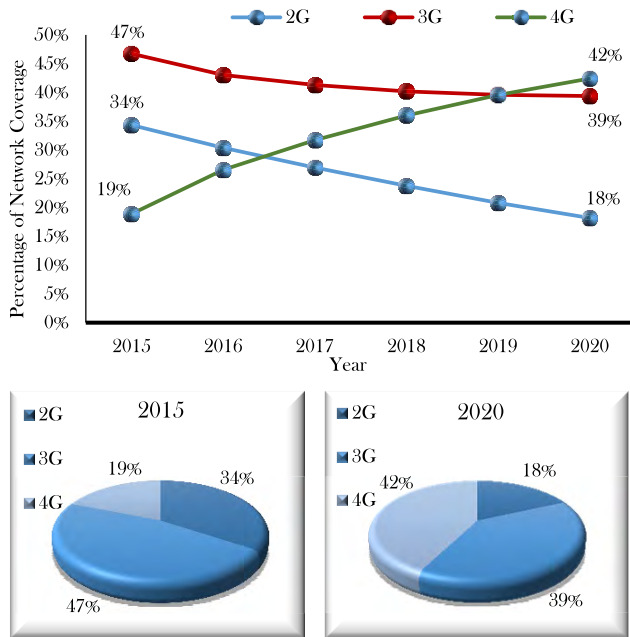 2G 3G 4G
Percentage of Network Coverage
50%
45%
40%
35%
30%
25%
20%
15%
10%
5%
0%
47%
34%
19%
42%
39%
18%
2015 2016 2017 2018 2019 2020
Year
2015
2G
3G
4G
19%
34%
47%
2020
2G
3G
4G
42%
18%
39%